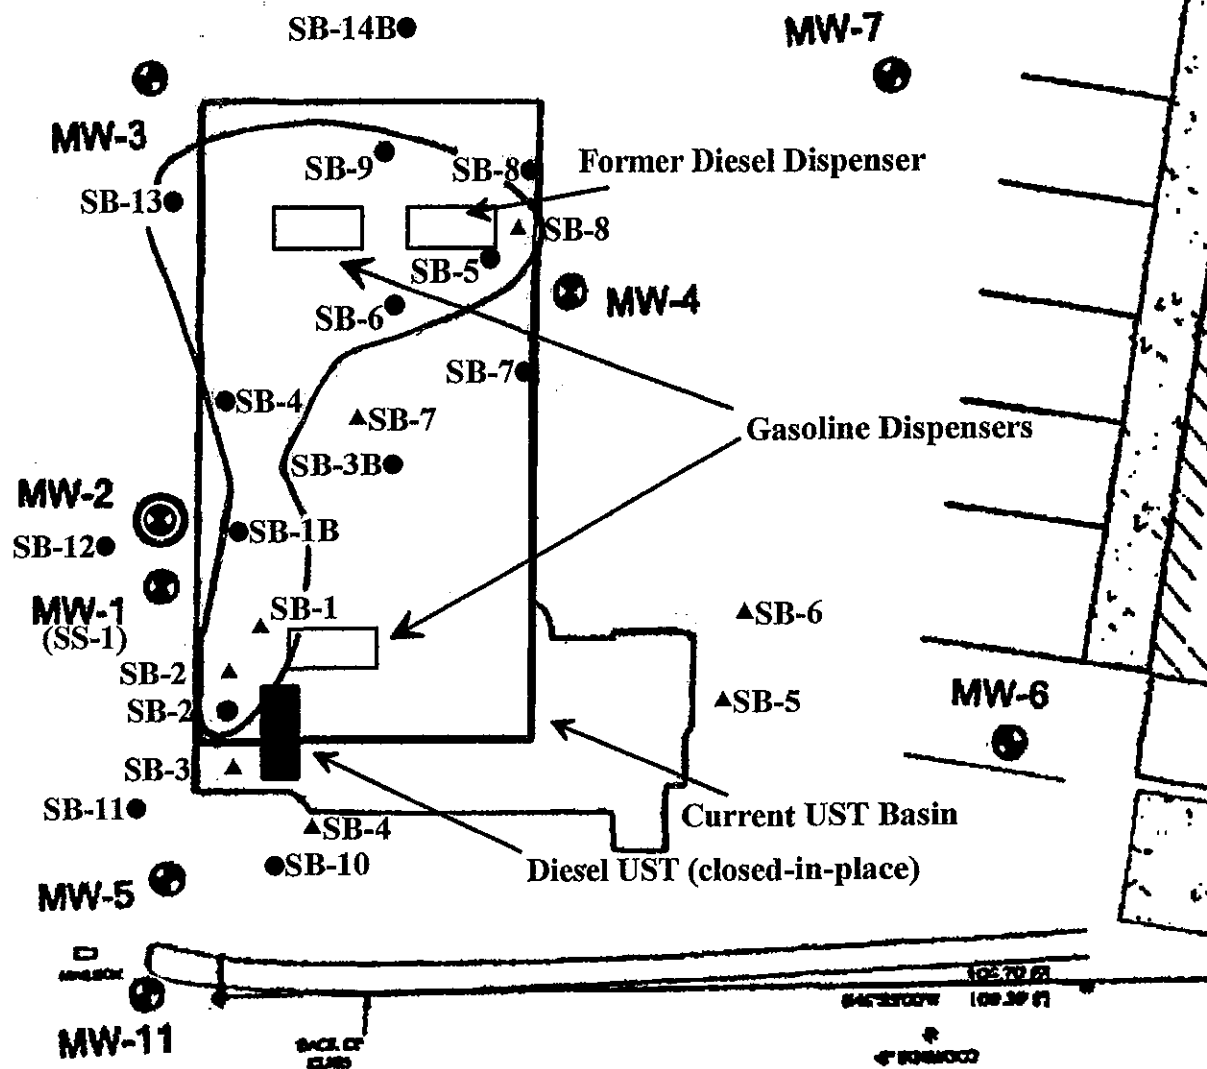 SB-14B
MW-7
MW-3
SB-9
SB-8
Former Diesel Dispenser
SB-13
SB-8
SB-5
MW-4
SB-6
SB-7
SB-4
SB-7
Gasoline Dispensers
SB-3B
MW-2
SB-1B
SB-12
MW-1
(SS-1)
SB-1
SB-6
SB-2
SB-5
MW-6
SB-2
SB-3
SB-11
Current UST Basin
SB-4
SB-10
Diesel UST (closed-in-place)
MW-5
MW-11
BACK OF